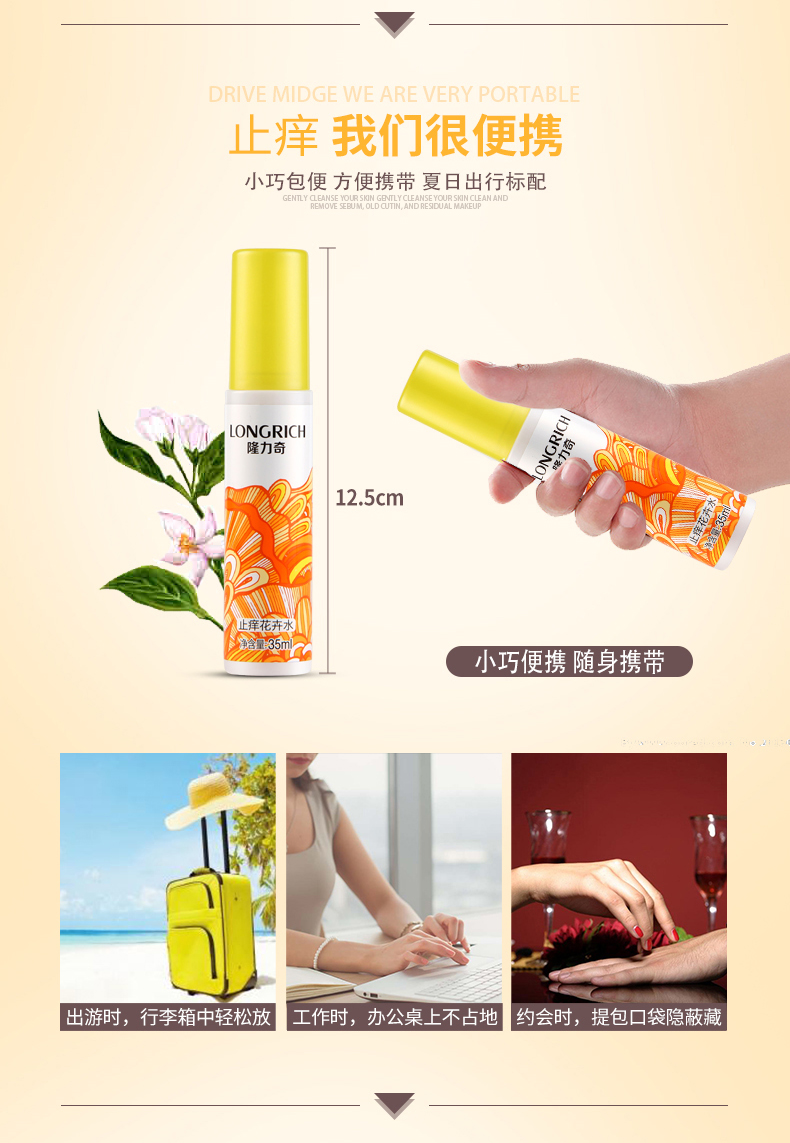 DRIVE MIDGE WE ARE VERY PORTABLE
止痒 我们很便携
小巧包便 方便携带 夏日出行标配
GENTLY CLEANSE YOUR SKIN GENTLY CLEANSE YOUR SKIN CLEAN AND
REMOVE SEBUM, OLD CUTIN, AND RESIDUAL MAKEUP
LONGRICH
隆力奇
止痒花卉水
净含量:35ml
12.5cm
LONGRICH
隆力奇
止痒花卉水
净含量:35ml
小巧便携 随身携带
出游时，行李箱中轻松放
工作时，办公桌上不占地
约会时，提包口袋隐蔽藏